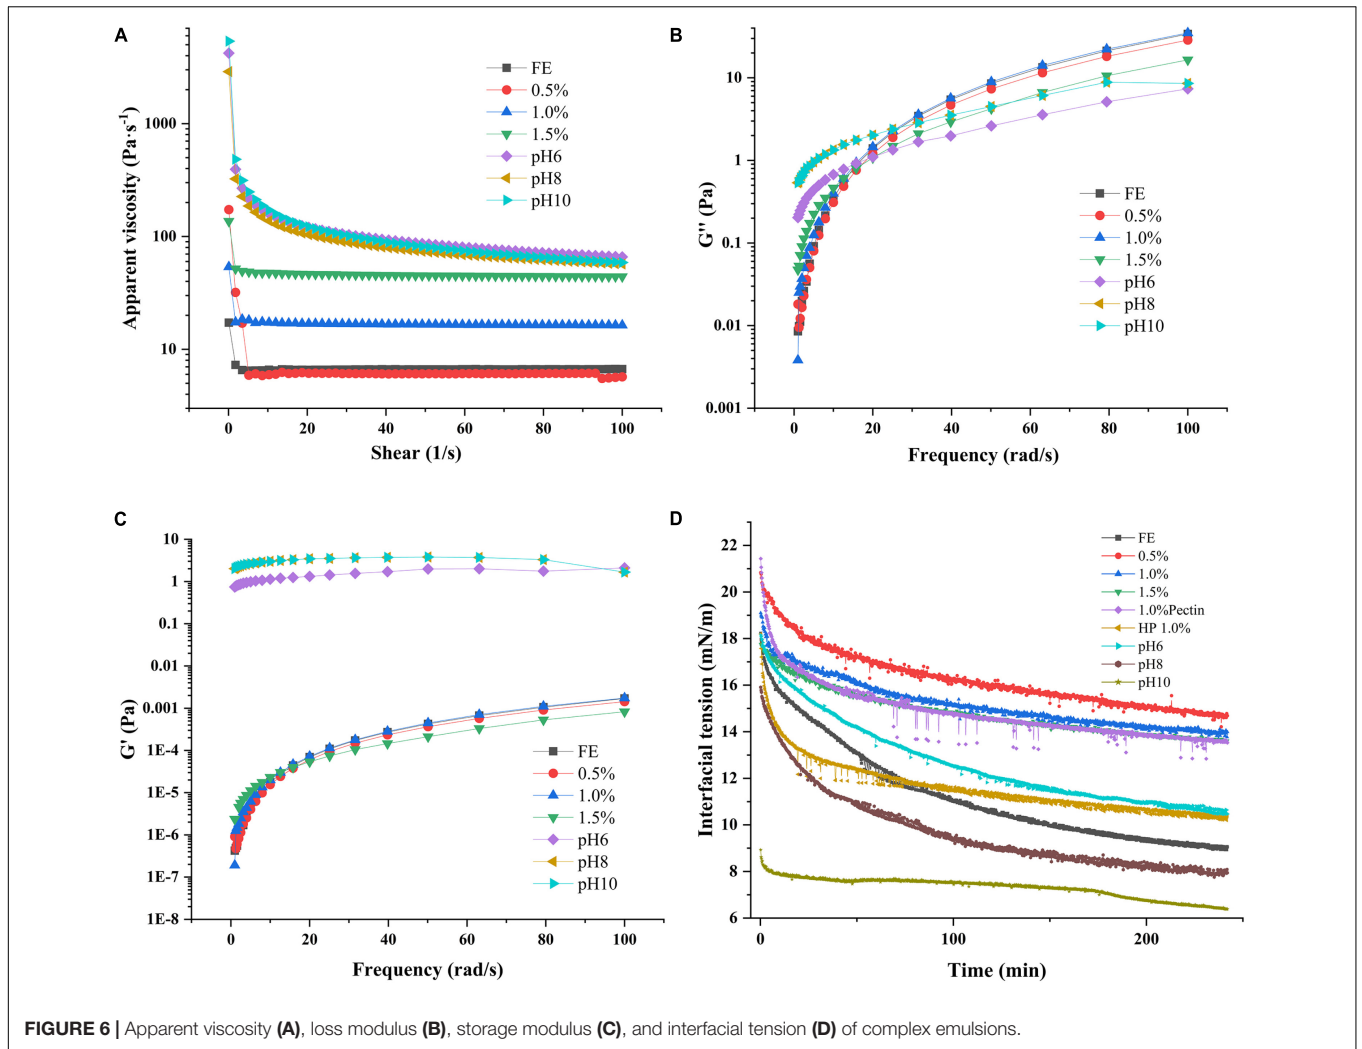 A
Apparent viscosity (Pa·s⁻¹)
1000
100
10
0
20
40
60
80
100
Shear (1/s)
FE
0.5%
1.0%
1.5%
pH6
pH8
pH10
B
G'' (Pa)
10
1
0.1
0.01
0.001
0
20
40
60
80
100
Frequency (rad/s)
FE
0.5%
1.0%
1.5%
pH6
pH8
pH10
C
G' (Pa)
10
1
0.1
0.01
0.001
1E-4
1E-5
1E-6
1E-7
1E-8
0
20
40
60
80
100
Frequency (rad/s)
FE
0.5%
1.0%
1.5%
pH6
pH8
pH10
D
Interfacial tension (mN/m)
22
20
18
16
14
12
10
8
6
0
100
200
Time (min)
FE
0.5%
1.0%
1.5%
1.0%Pectin
HP 1.0%
pH6
pH8
pH10
FIGURE 6 | Apparent viscosity (A), loss modulus (B), storage modulus (C), and interfacial tension (D) of complex emulsions.